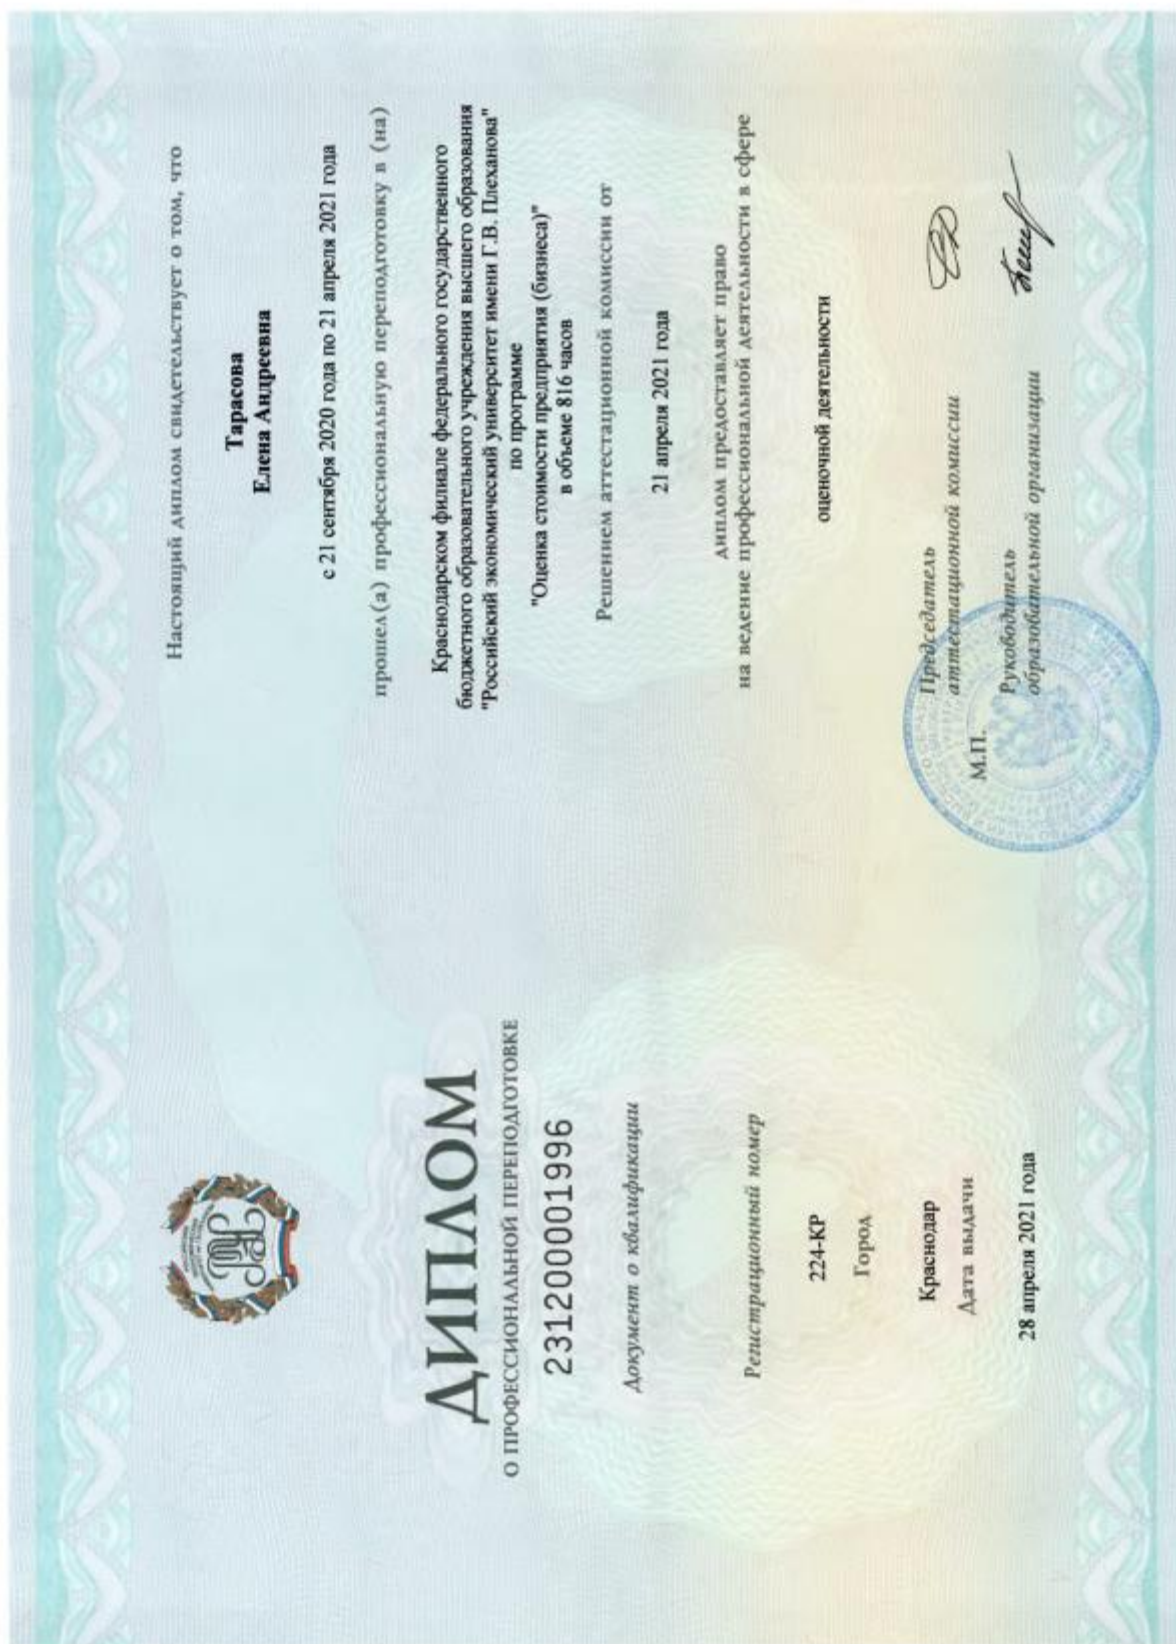 ДИПЛОМ
О ПРОФЕССИОНАЛЬНОЙ ПЕРЕПОДГОТОВКЕ
231200001996
Документ о квалификации
Регистрационный номер
224-КР
Город
Краснодар
Дата выдачи
28 апреля 2021 года
Настоящий диплом свидетельствует о том, что
Тарасова
Елена Андреевна
с 21 сентября 2020 года по 21 апреля 2021 года
прошел(а) профессиональную переподготовку в (на)
Краснодарском филиале федерального государственного
бюджетного образовательного учреждения высшего образования
"Российский экономический университет имени Г.В. Плеханова"
по программе
"Оценка стоимости предприятия (бизнеса)"
в объеме 816 часов
Решением аттестационной комиссии от
21 апреля 2021 года
диплом предоставляет право
на ведение профессиональной деятельности в сфере
оценочной деятельности
Председатель
аттестационной комиссии
М.П.
Руководитель
образовательной организации